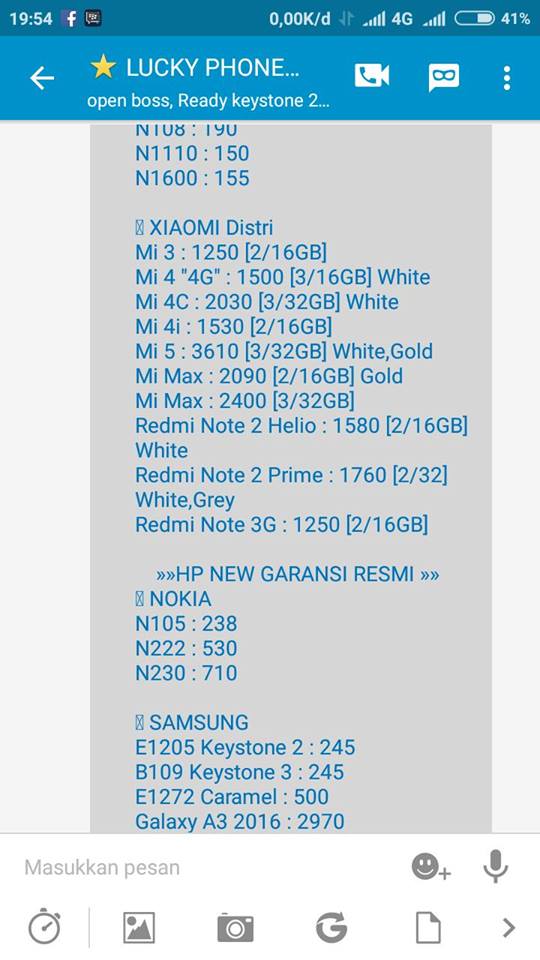 19:54 0,00K/d 4G 41%
LUCKY PHONE...
open boss, Ready keystone 2...
N108 : 190
N1110 : 150
N1600 : 155
XIAOMI Distri
Mi 3 : 1250 [2/16GB]
Mi 4 "4G" : 1500 [3/16GB] White
Mi 4C : 2030 [3/32GB] White
Mi 4i : 1530 [2/16GB]
Mi 5 : 3610 [3/32GB] White,Gold
Mi Max : 2090 [2/16GB] Gold
Mi Max : 2400 [3/32GB]
Redmi Note 2 Helio : 1580 [2/16GB]
White
Redmi Note 2 Prime : 1760 [2/32]
White,Grey
Redmi Note 3G : 1250 [2/16GB]
»»HP NEW GARANSI RESMI »»
NOKIA
N105 : 238
N222 : 530
N230 : 710
SAMSUNG
E1205 Keystone 2 : 245
B109 Keystone 3 : 245
E1272 Caramel : 500
Galaxy A3 2016 : 2970
Masukkan pesan